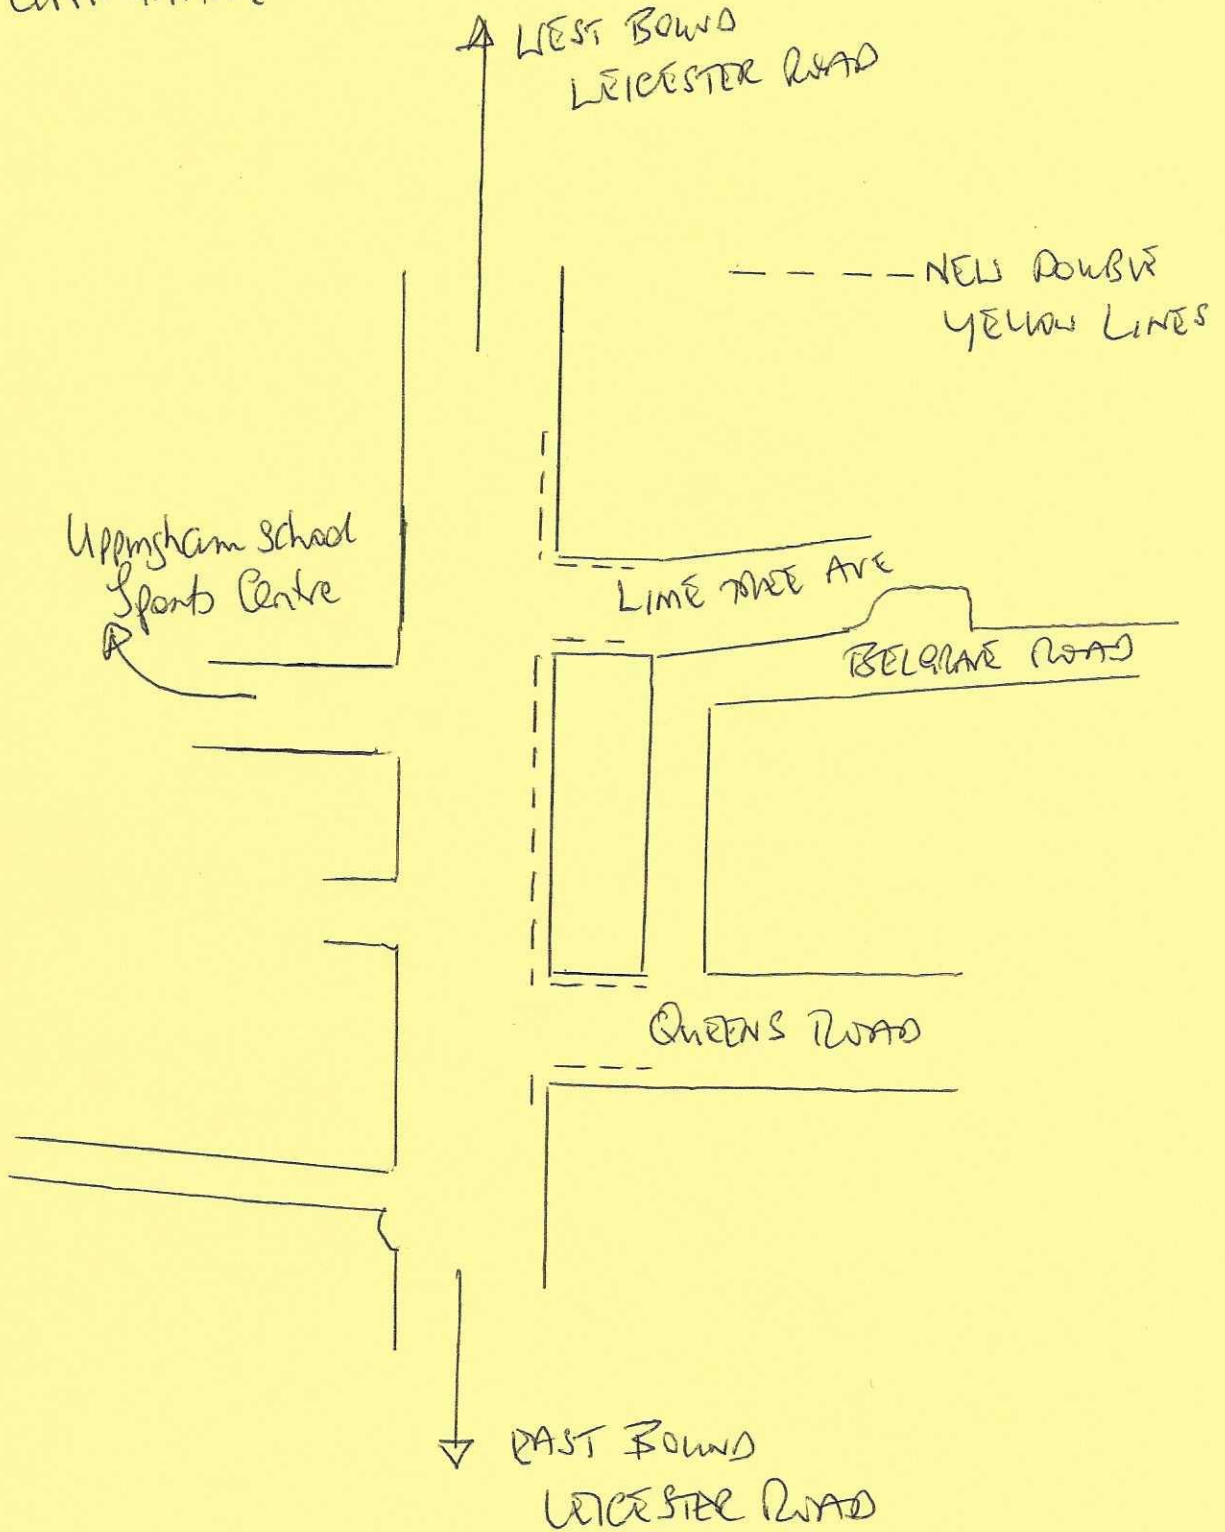 WEST BOUND
LEICESTER ROAD
NEW DOUBLE
YELLOW LINES
Uppingham School
Sports Centre
LIME TREE AVE
BELGRAVE ROAD
QUEENS ROAD
EAST BOUND
LEICESTER ROAD